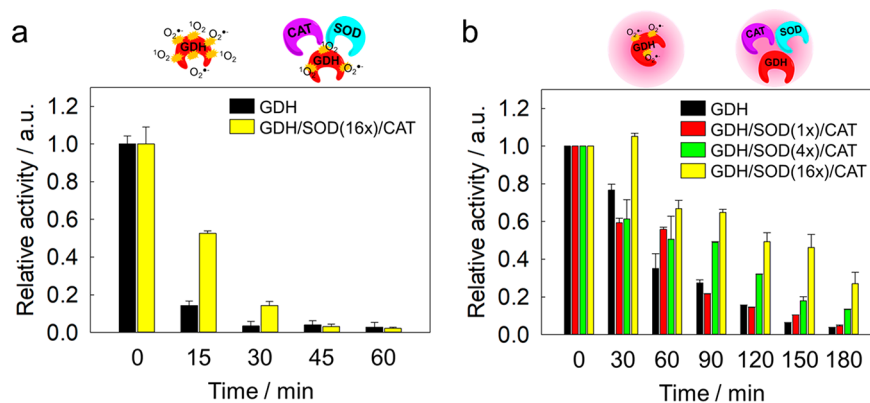 a
¹O₂
O₂•-
¹O₂
GDH
¹O₂
¹O₂
O₂•-
CAT
SOD
¹O₂
GDH
¹O₂
O₂•-
Relative activity / a.u.
1.2
1.0
0.8
0.6
0.4
0.2
0.0
GDH
GDH/SOD(16x)/CAT
0 15 30 45 60
Time / min
b
¹O₂
O₂•-
GDH
O₂•-
CAT
SOD
GDH
Relative activity / a.u.
1.2
1.0
0.8
0.6
0.4
0.2
0.0
GDH
GDH/SOD(1x)/CAT
GDH/SOD(4x)/CAT
GDH/SOD(16x)/CAT
0 30 60 90 120 150 180
Time / min